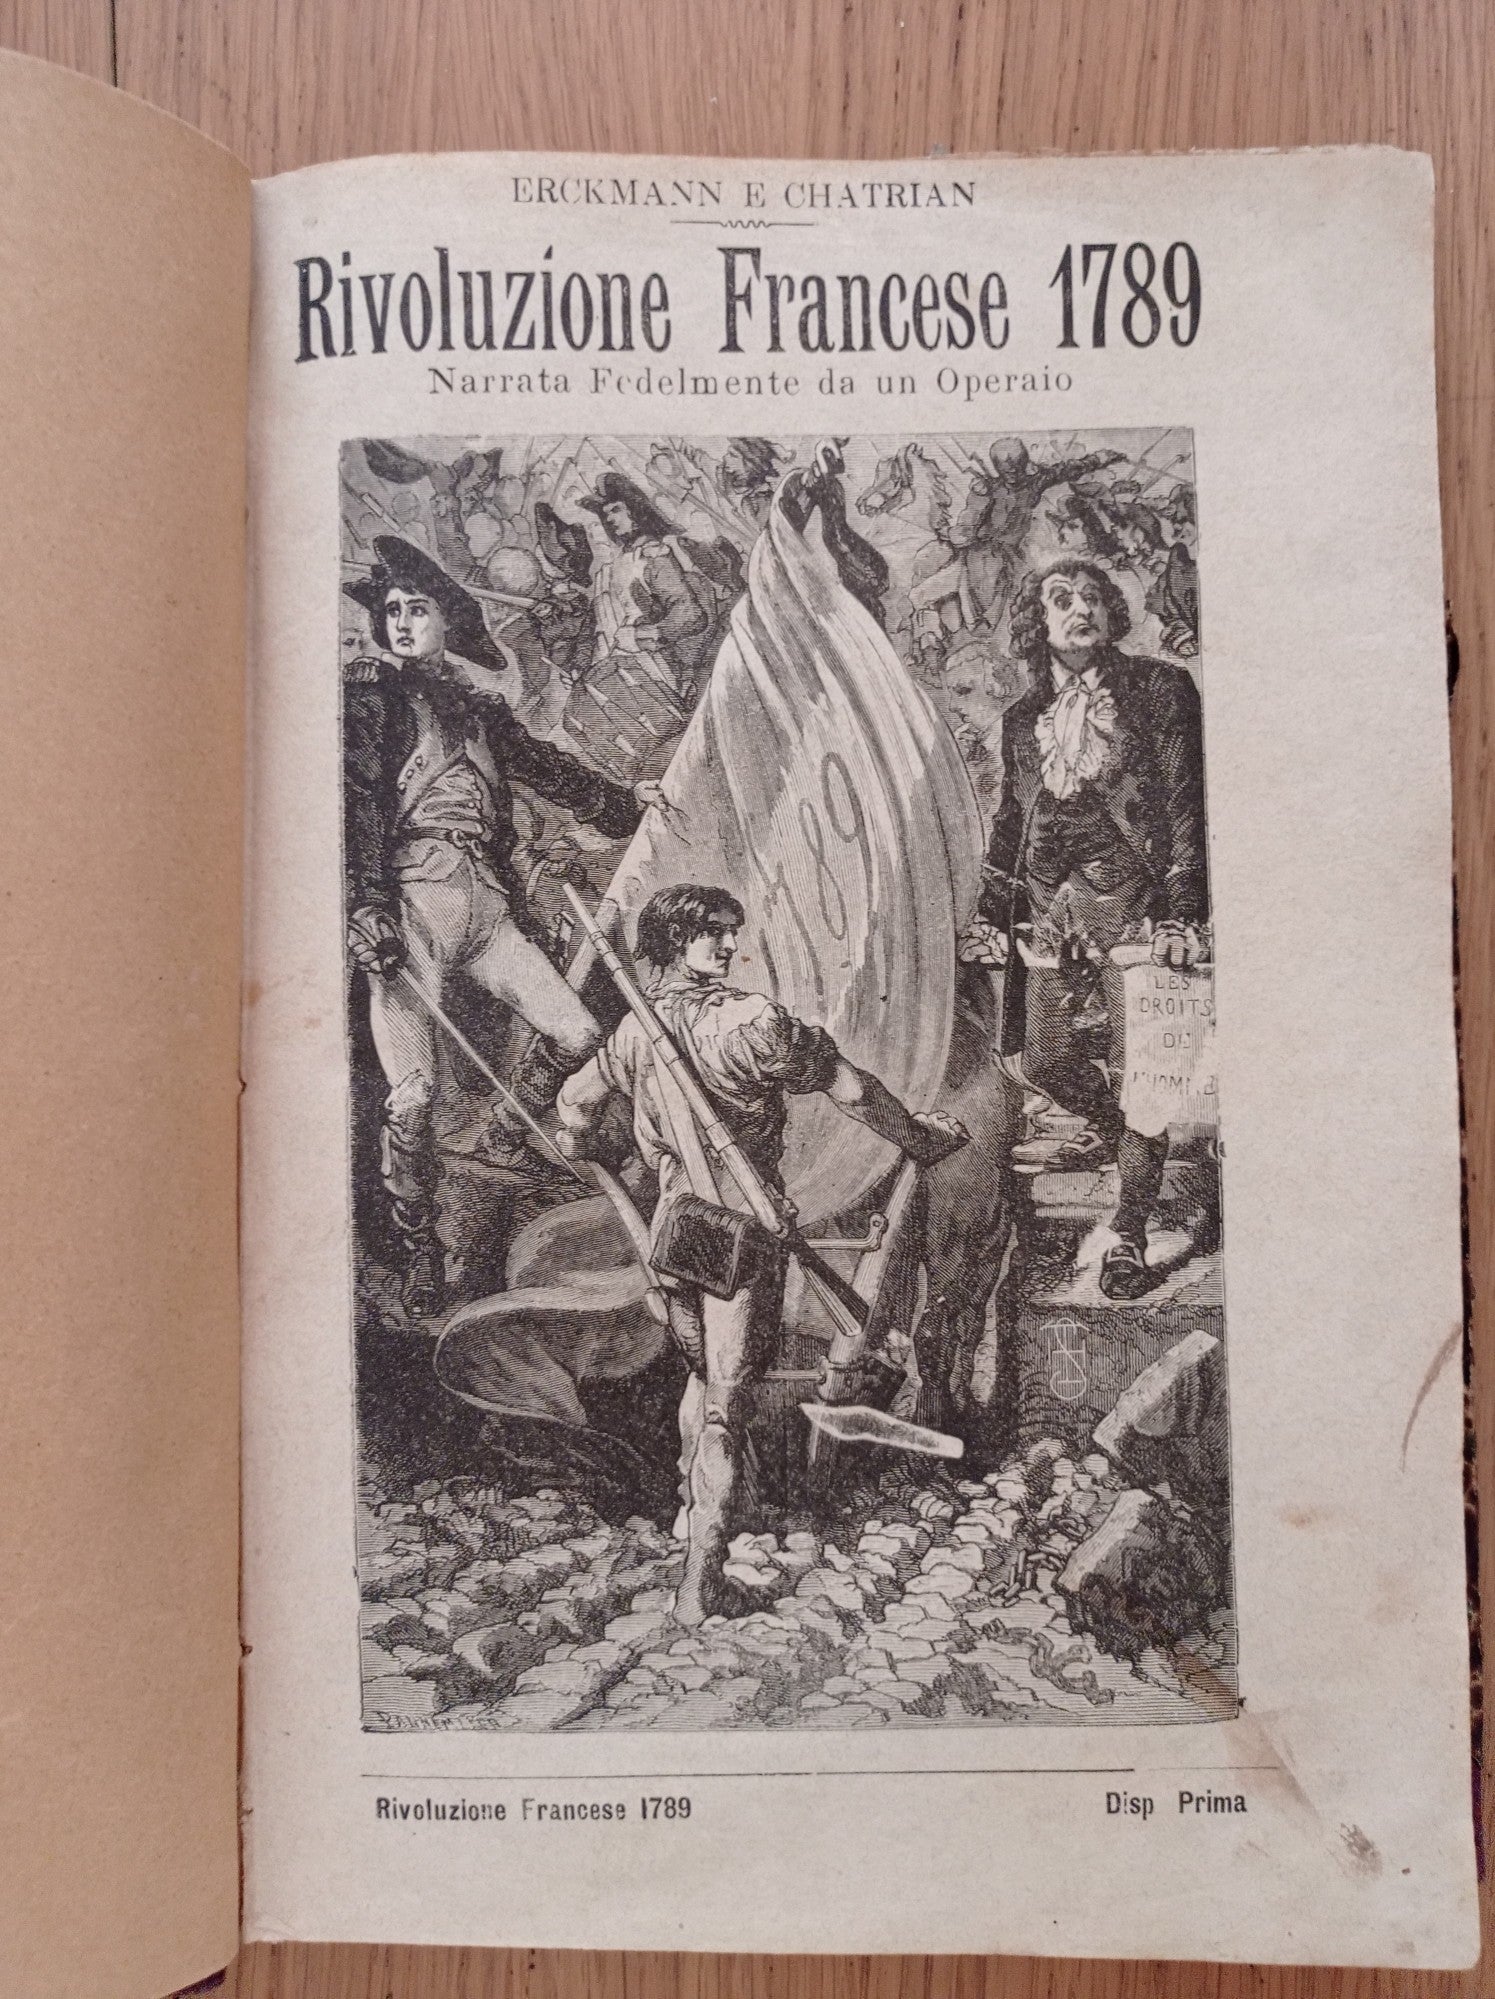 ERCKMANN E CHATRIAN
Rivoluzione Francese 1789
Narrata Fedelmente da un Operaio
1789
LES
DROITS
DE
L'HOMME
PANNEMAKER
Rivoluzione Francese 1789
Disp Prima